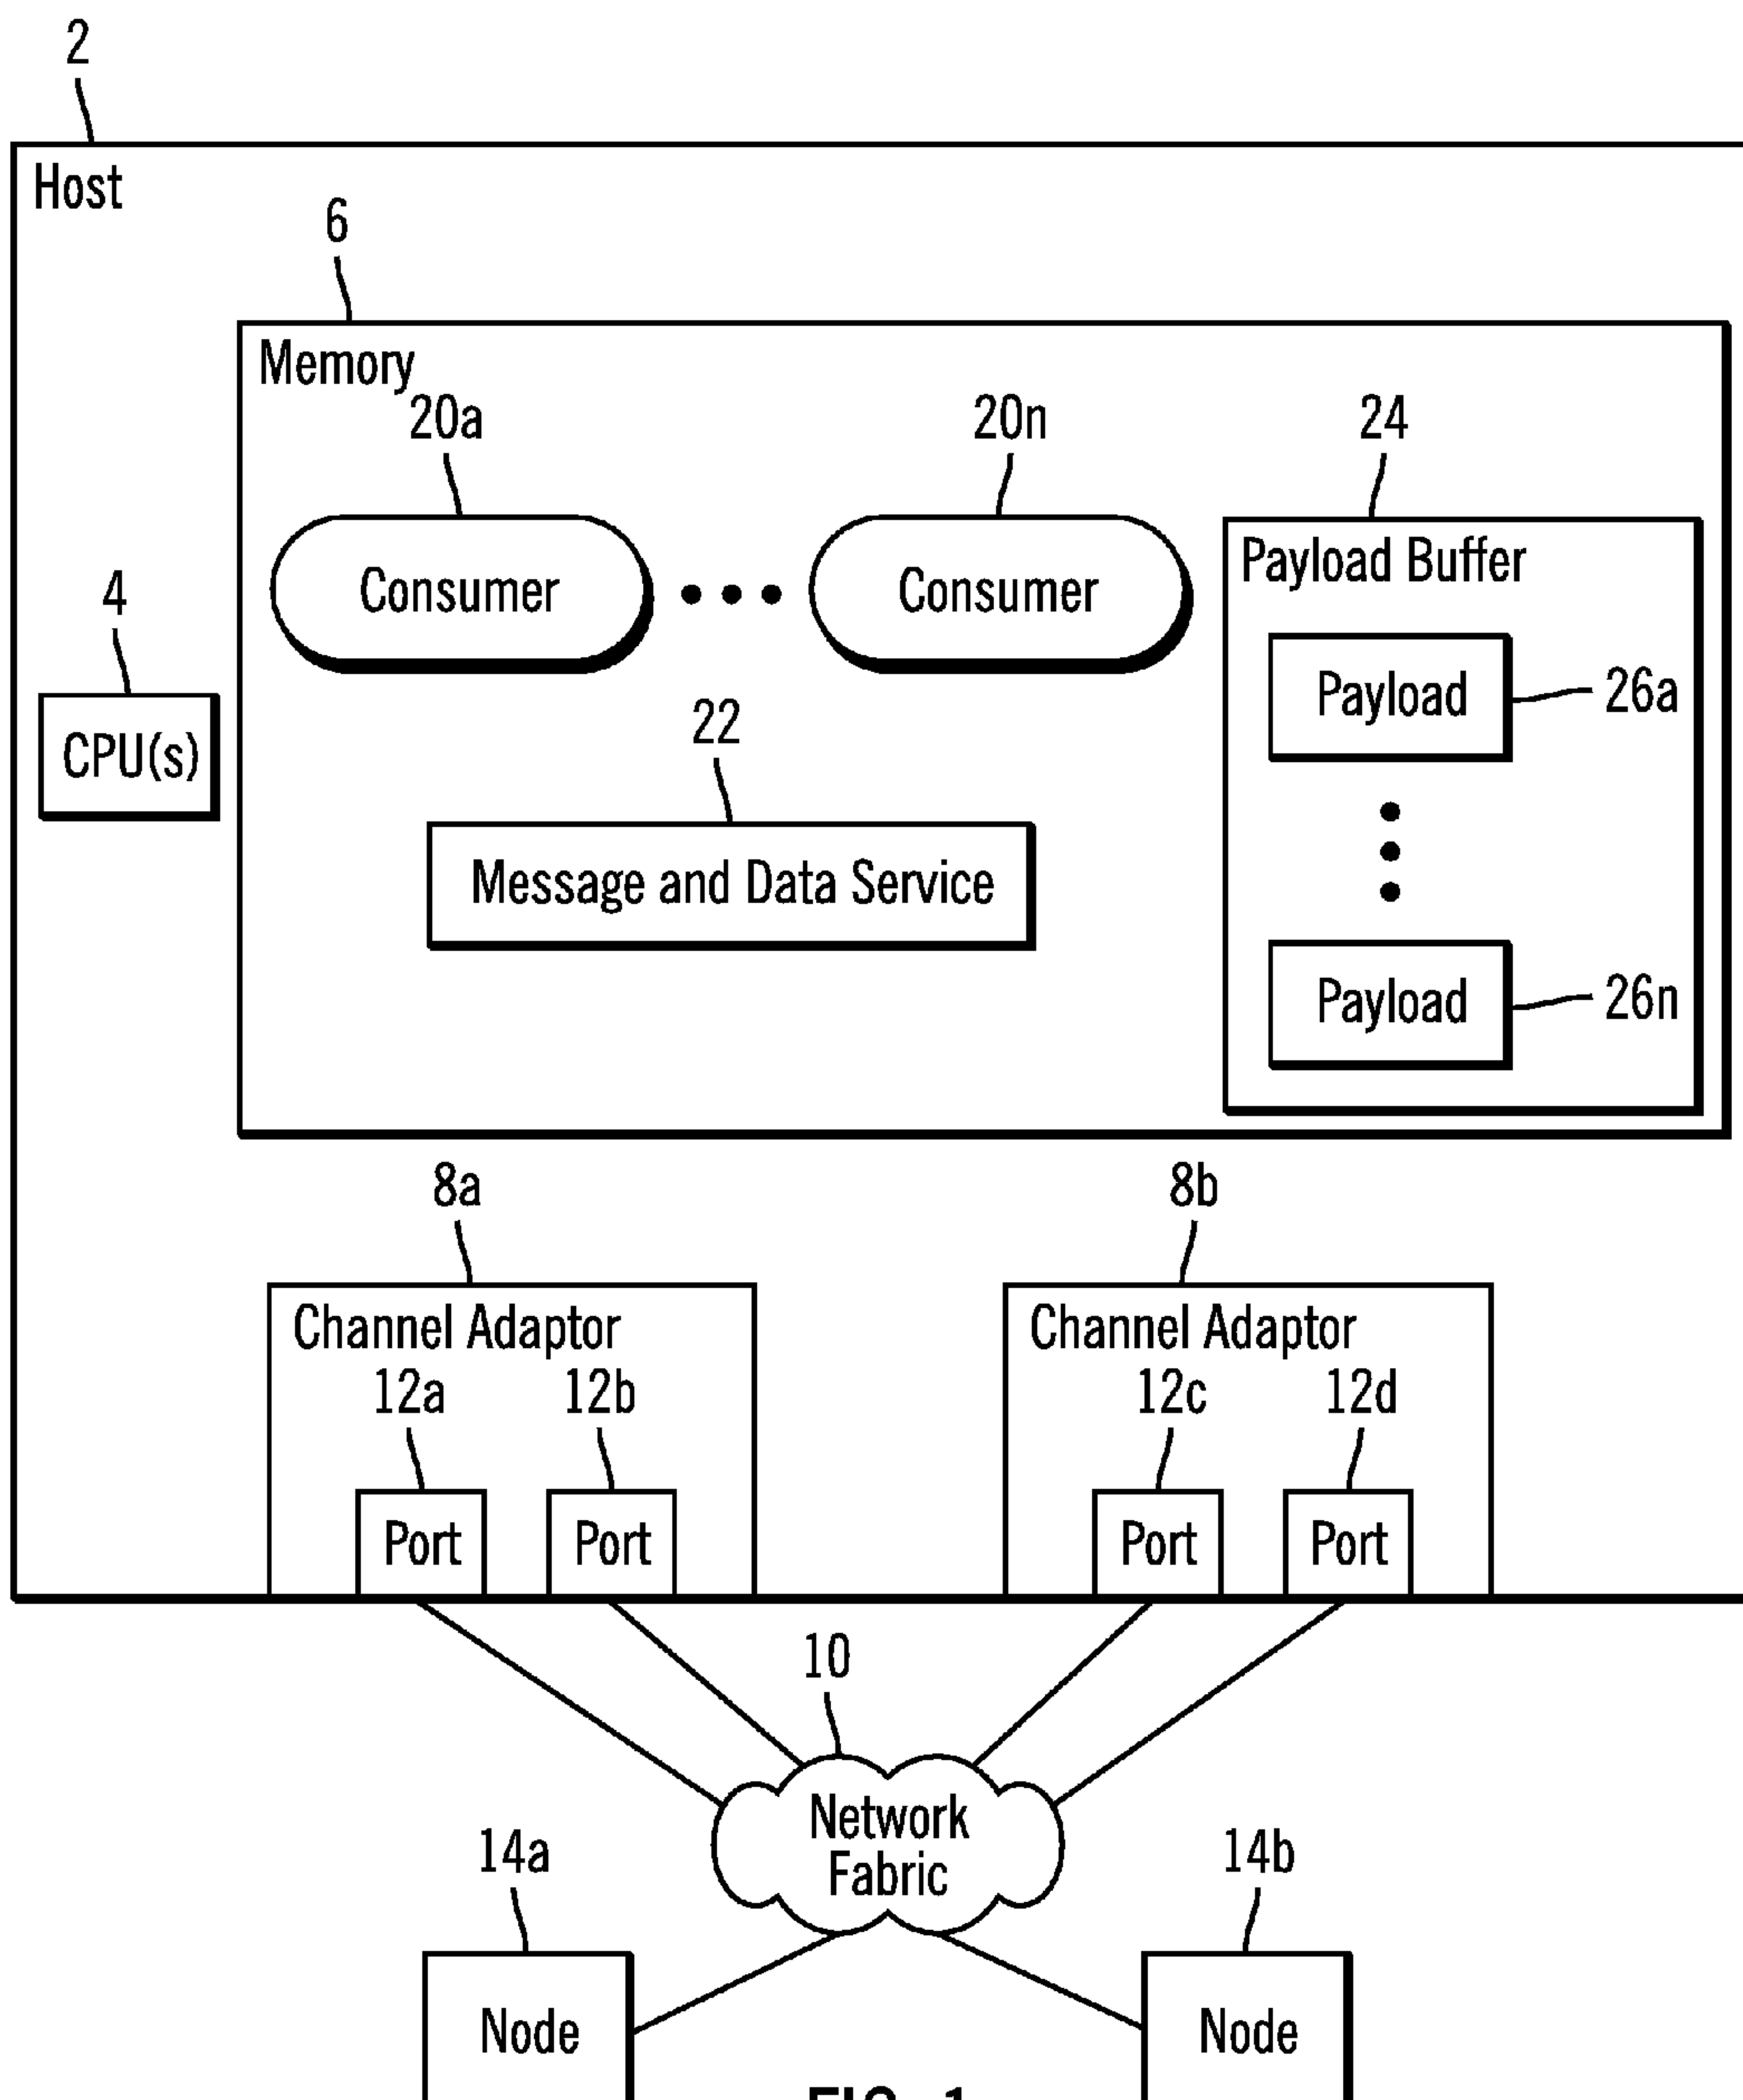 2
Host
6
Memory
20a
20n
24
Consumer
Consumer
Payload Buffer
4
CPU(s)
Payload
26a
22
Message and Data Service
Payload
26n
8a
8b
Channel Adaptor
Channel Adaptor
12a
12b
12c
12d
Port
Port
Port
Port
10
Network
Fabric
14a
14b
Node
Node
FIG. 1